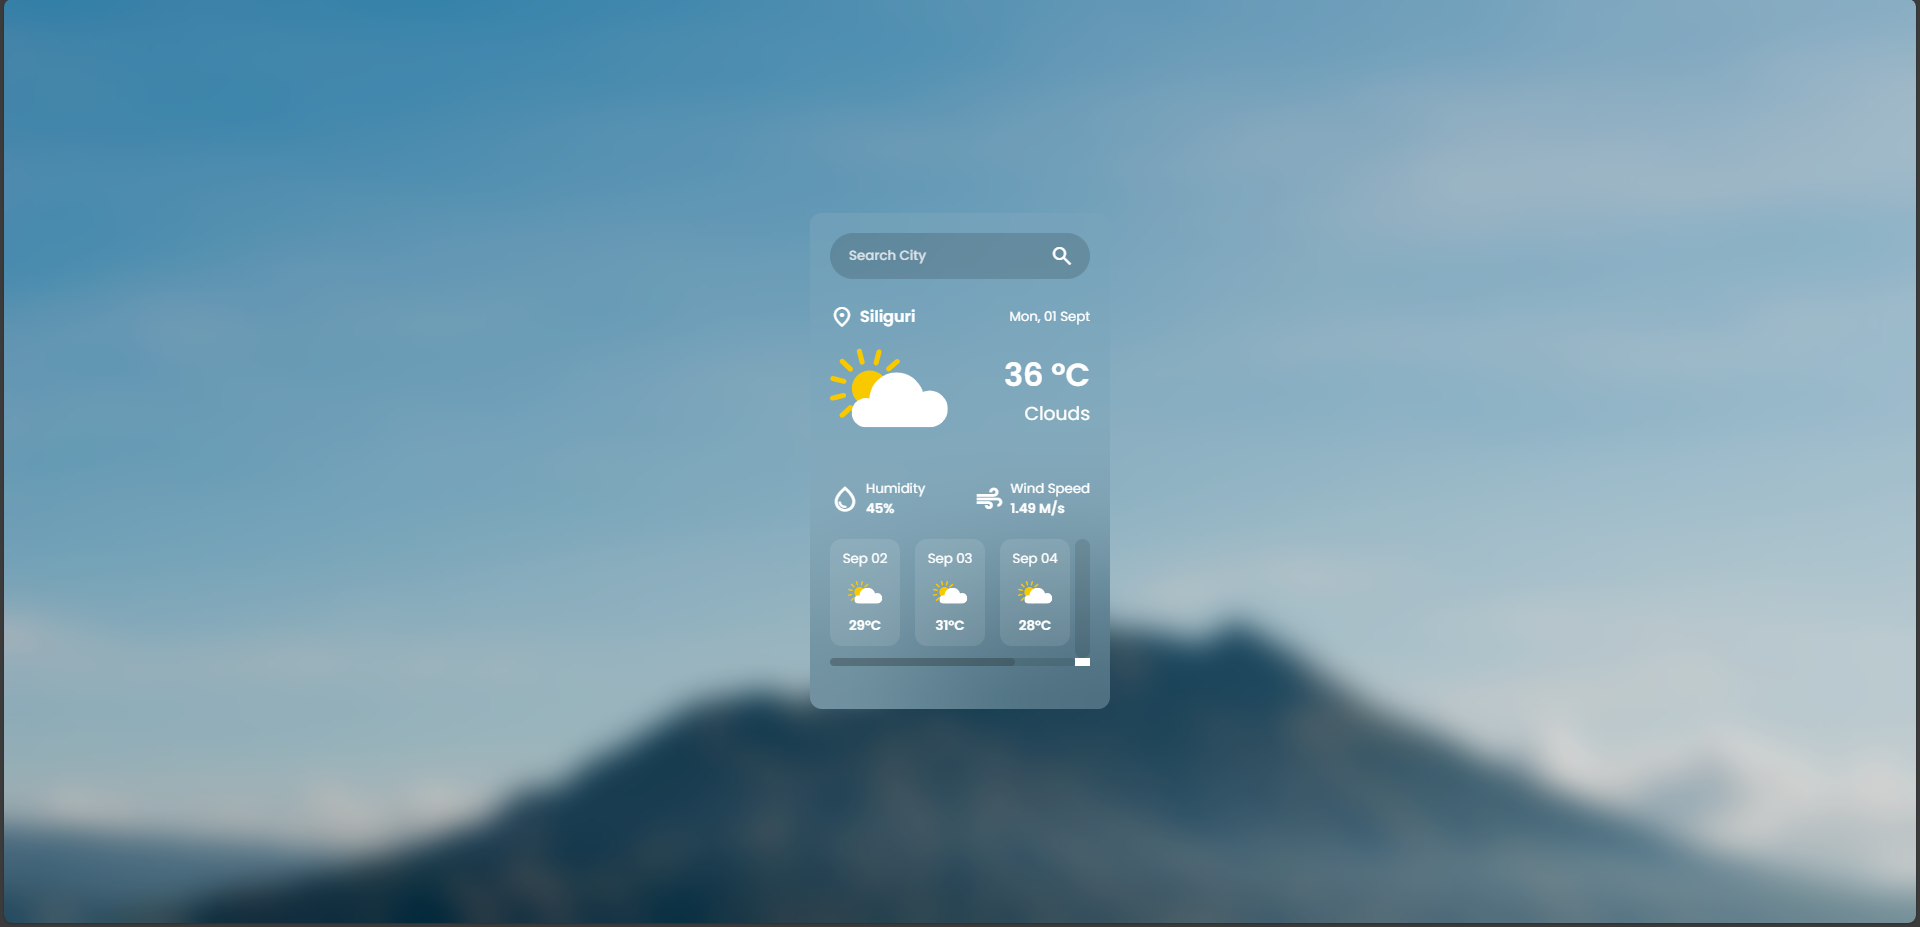 Search City
Siliguri
Mon, 01 Sept
36 °C
Clouds
Humidity
45%
Wind Speed
1.49 M/s
Sep 02
29°C
Sep 03
31°C
Sep 04
28°C